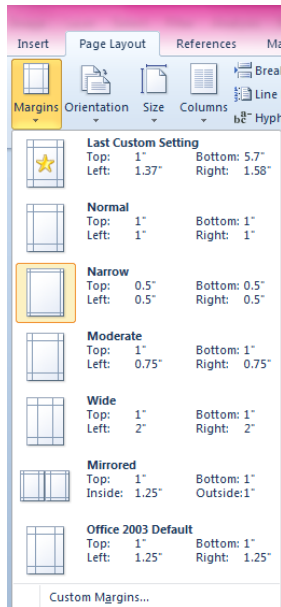 Insert Page Layout References
Brea
Line
Margins Orientation Size Columns
Hyph
Last Custom Setting
Top: 1" Bottom: 5.7"
Left: 1.37" Right: 1.58"
Normal
Top: 1" Bottom: 1"
Left: 1" Right: 1"
Narrow
Top: 0.5" Bottom: 0.5"
Left: 0.5" Right: 0.5"
Moderate
Top: 1" Bottom: 1"
Left: 0.75" Right: 0.75"
Wide
Top: 1" Bottom: 1"
Left: 2" Right: 2"
Mirrored
Top: 1" Bottom: 1"
Inside: 1.25" Outside:1"
Office 2003 Default
Top: 1" Bottom: 1"
Left: 1.25" Right: 1.25"
Custom Margins...